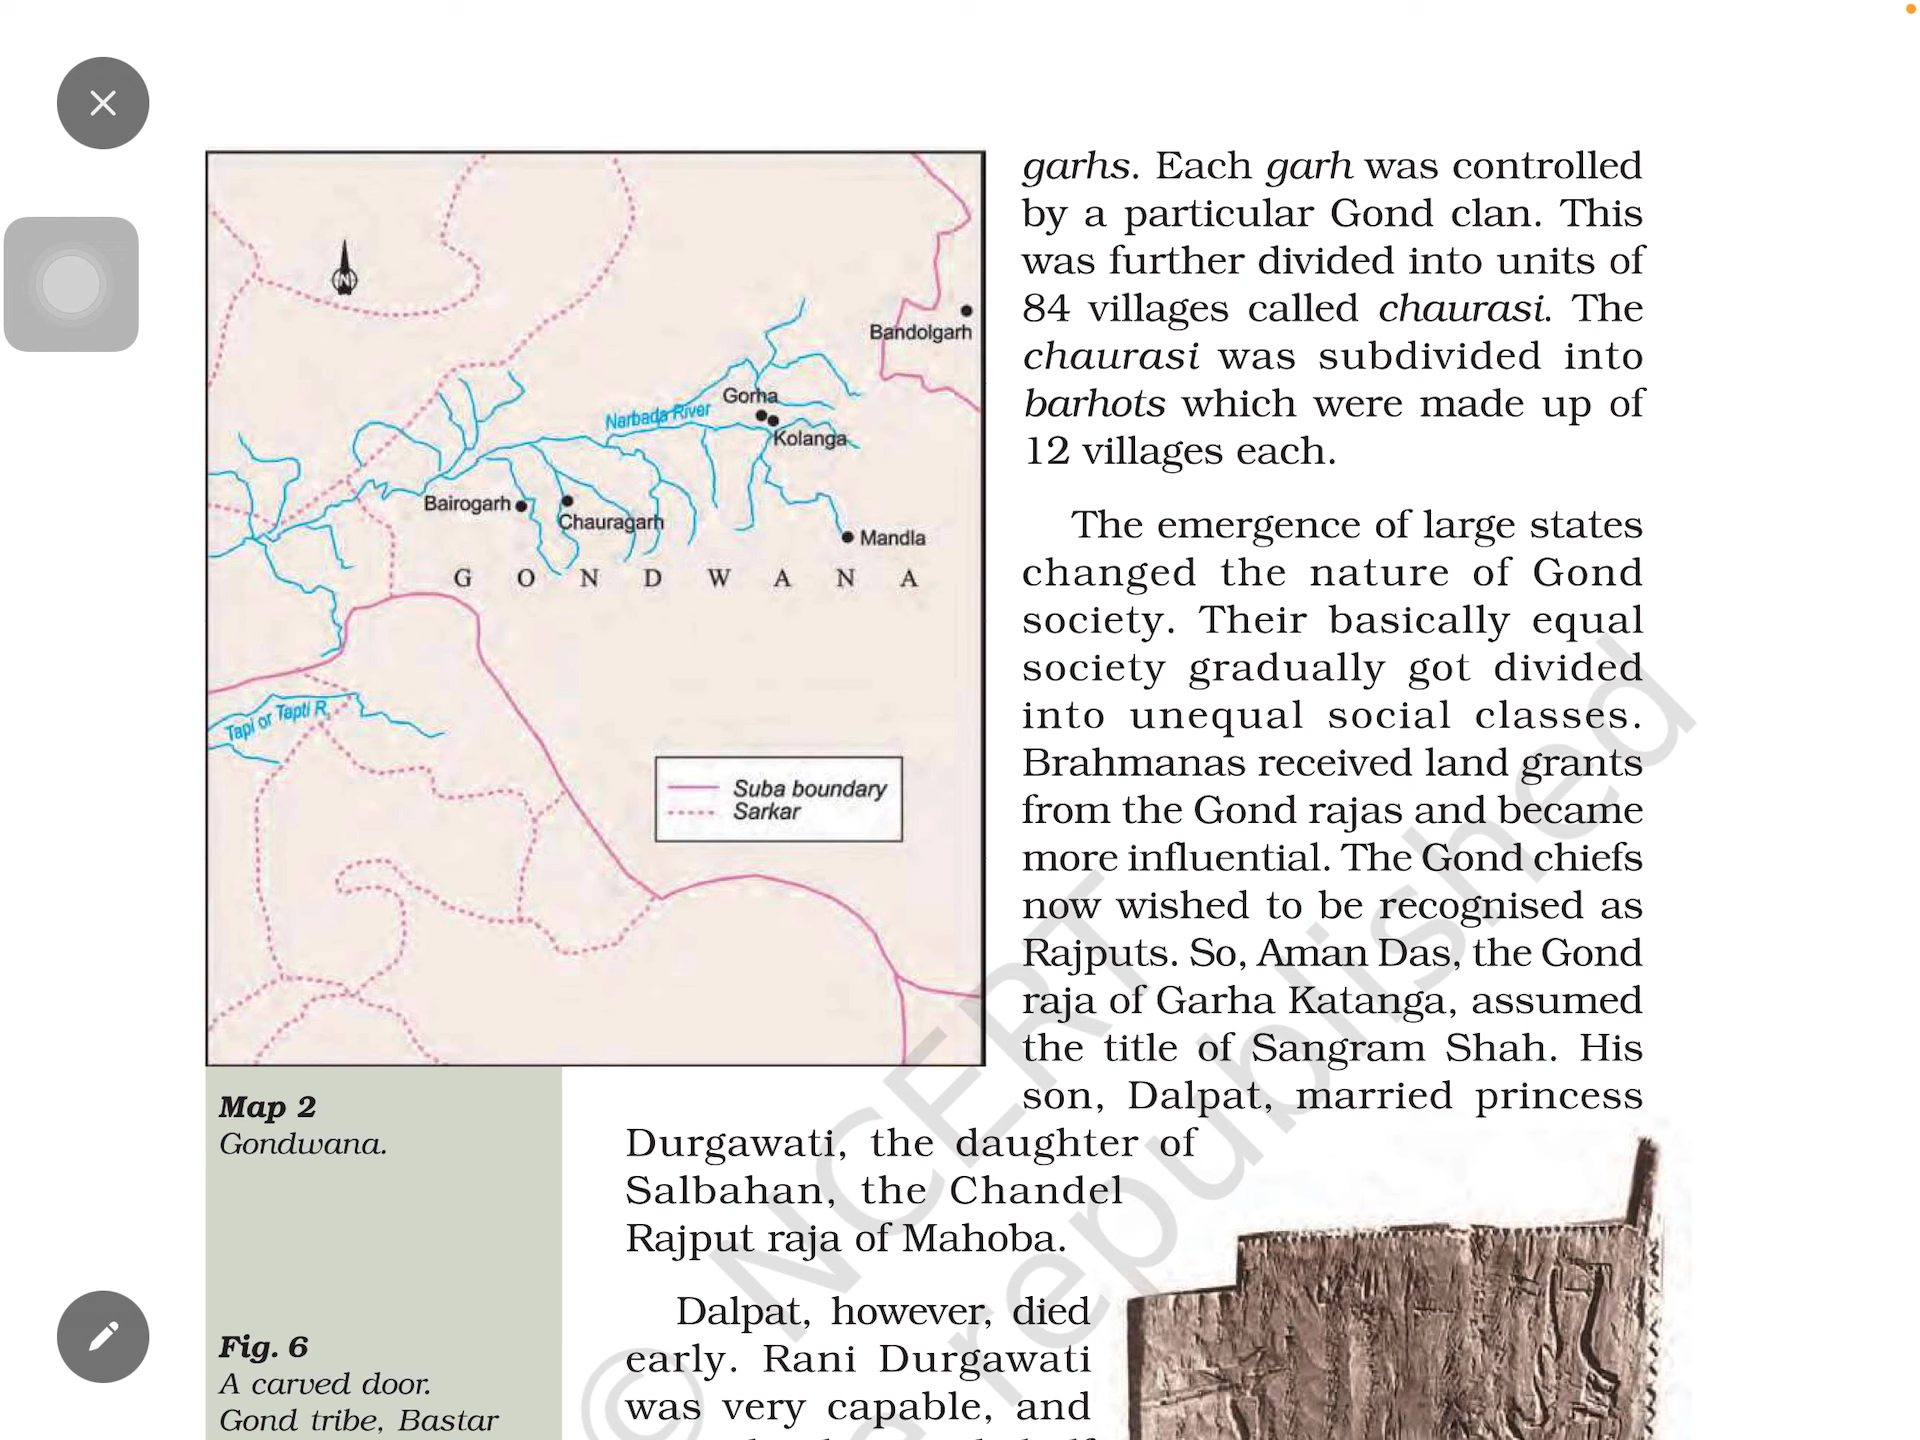 garhs. Each garh was controlled
by a particular Gond clan. This
was further divided into units of
84 villages called chaurasi. The
chaurasi was subdivided into
barhots which were made up of
12 villages each.
The emergence of large states
changed the nature of Gond
society. Their basically equal
society gradually got divided
into unequal social classes.
Brahmanas received land grants
from the Gond rajas and became
more influential. The Gond chiefs
now wished to be recognised as
Rajputs. So, Aman Das, the Gond
raja of Garha Katanga, assumed
the title of Sangram Shah. His
son, Dalpat, married princess
Durgawati, the daughter of
Salbahan, the Chandel
Rajput raja of Mahoba.
Dalpat, however, died
early. Rani Durgawati
was very capable, and
N
Bandolgarh
Gorha
Narbada River
Kolanga
Bairogarh
Chauragarh
Mandla
G O N D W A N A
Tapi or Tapti R.
Suba boundary
Sarkar
Map 2
Gondwana.
Fig. 6
A carved door.
Gond tribe, Bastar
© NCERT
republished